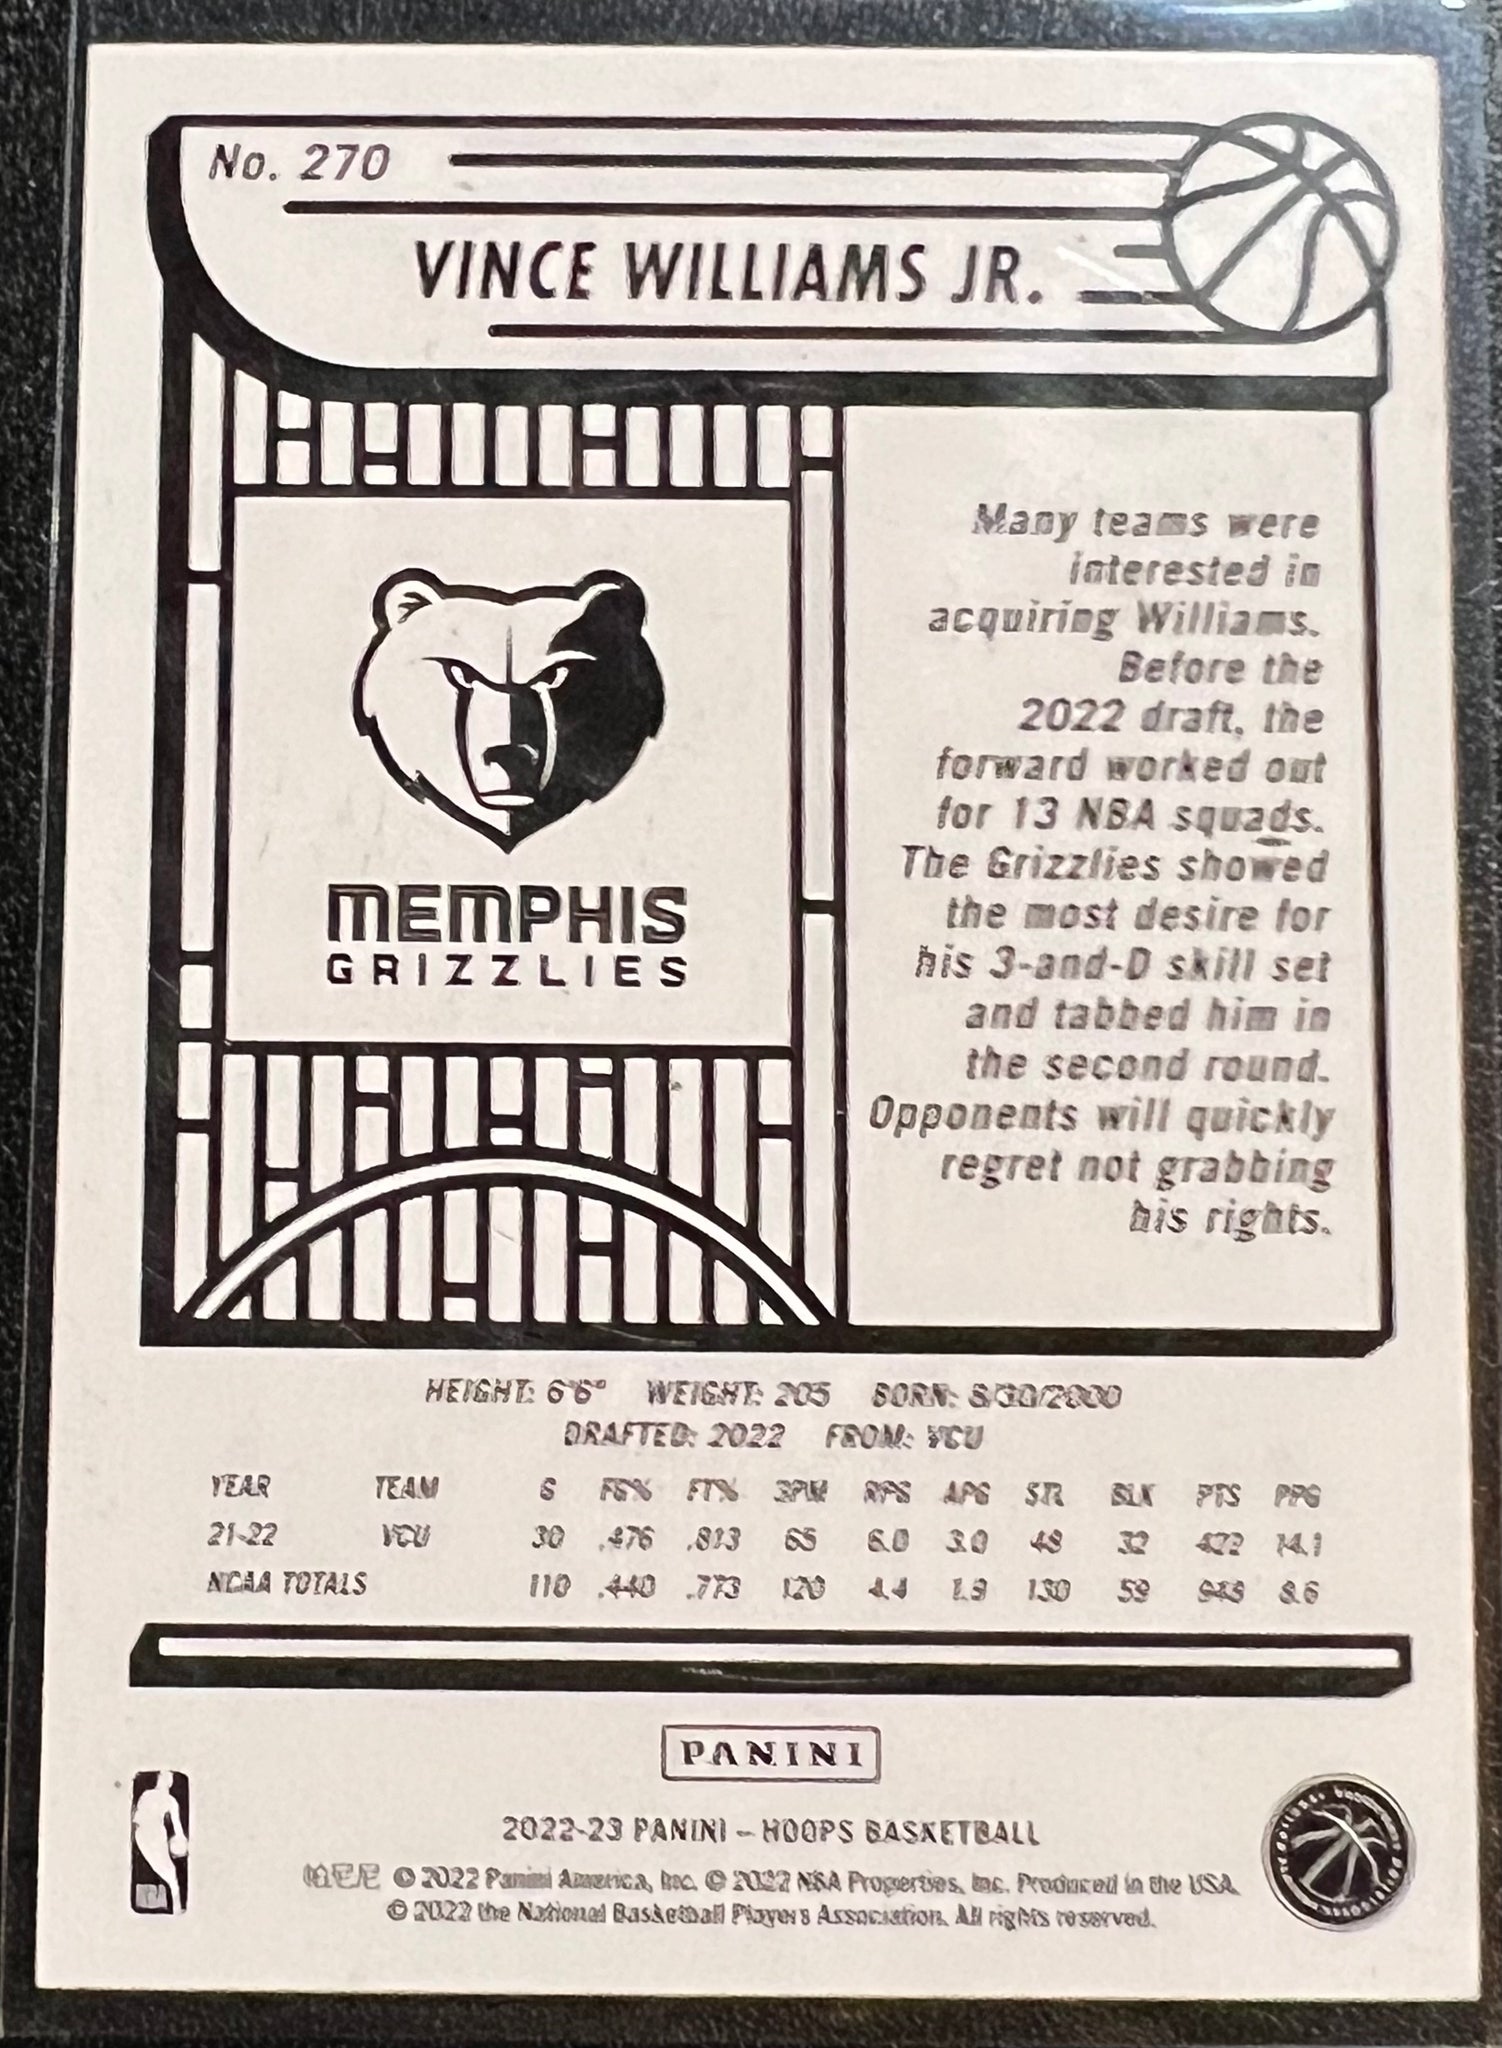 No. 270
VINCE WILLIAMS JR.
Many teams were
interested in
acquiring Williams.
Before the
2022 draft, the
forward worked out
for 13 NBA squads.
The Grizzlies showed
the most desire for
his 3-and-D skill set
and tabbed him in
the second round.
Opponents will quickly
regret not grabbing
his rights.
MEMPHIS
GRIZZLIES
HEIGHT: 6'6" WEIGHT: 205 BORN: 8/30/2000
DRAFTED: 2022 FROM: VCU
YEAR TEAM G FG% FT% 3PM RPG APG STL BLK PTS PPG
21-22 VCU 30 .476 .813 65 6.0 3.0 48 32 422 14.1
NCAA TOTALS 110 .440 .773 120 4.4 1.9 130 59 8.6
PANINI
2022-23 PANINI – HOOPS BASKETBALL
© 2022 Panini America, Inc. © 2022 NBA Properties, Inc. Produced in the USA.
© 2022 the National Basketball Players Association. All rights reserved.